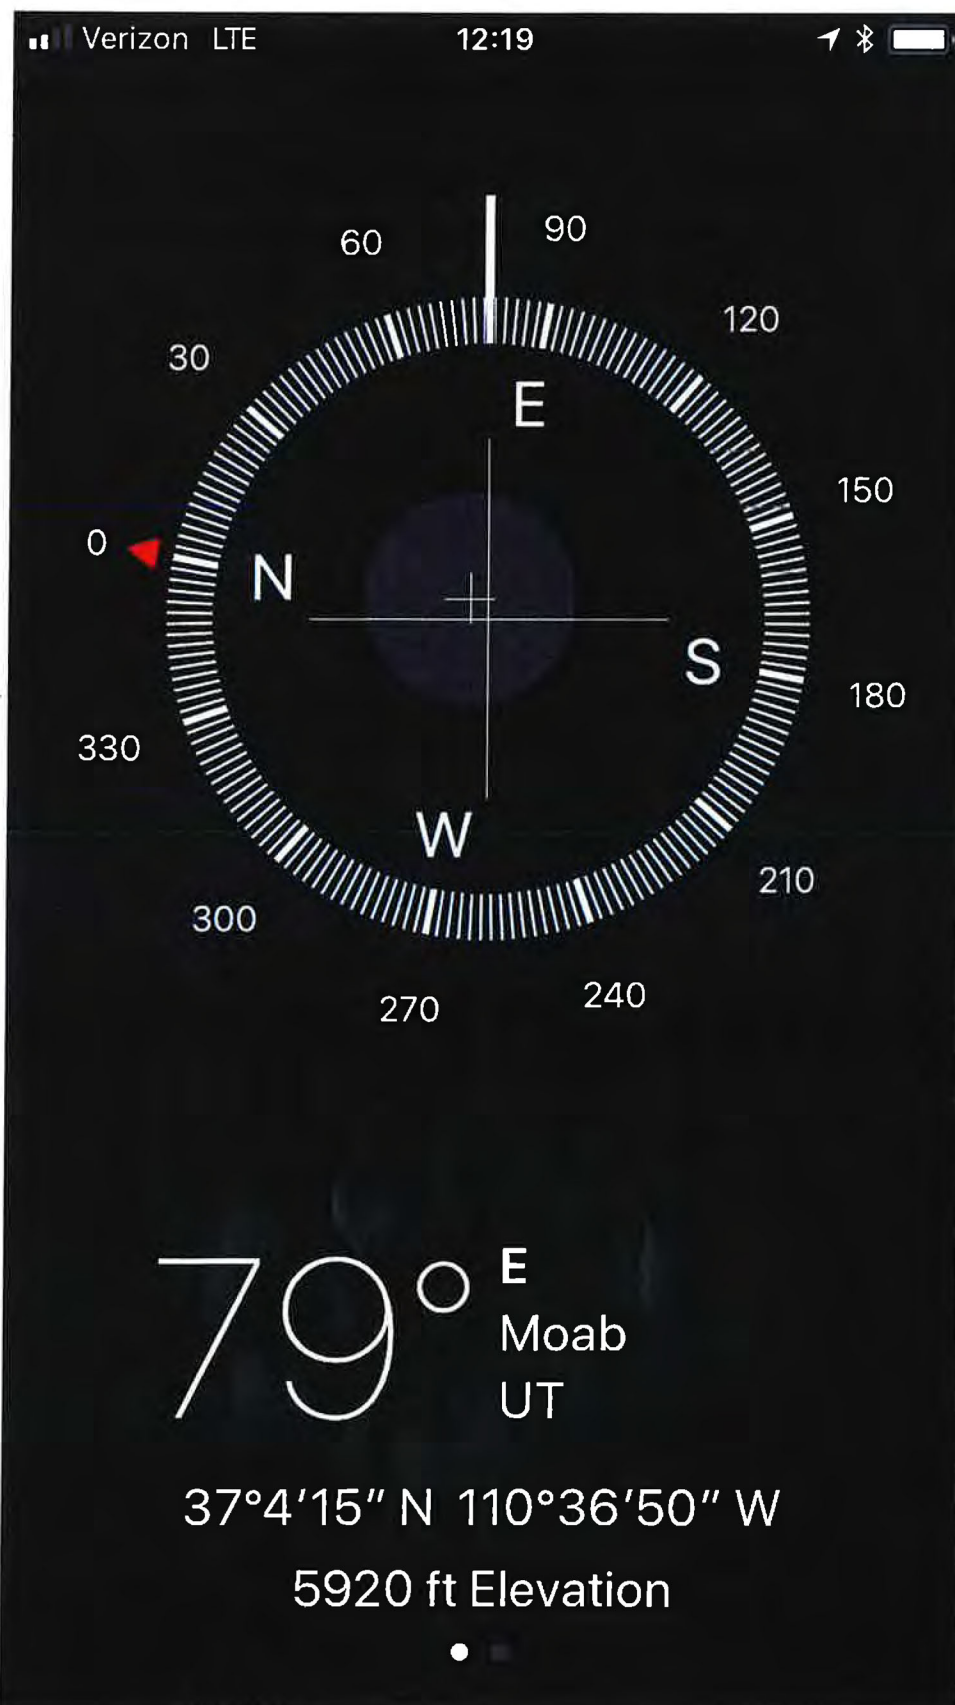 Verizon LTE 12:19
60 90
30 120
E
0 N 150
S
330 180
W
300 210
270 240
79° E
Moab
UT
37°4'15" N 110°36'50" W
5920 ft Elevation